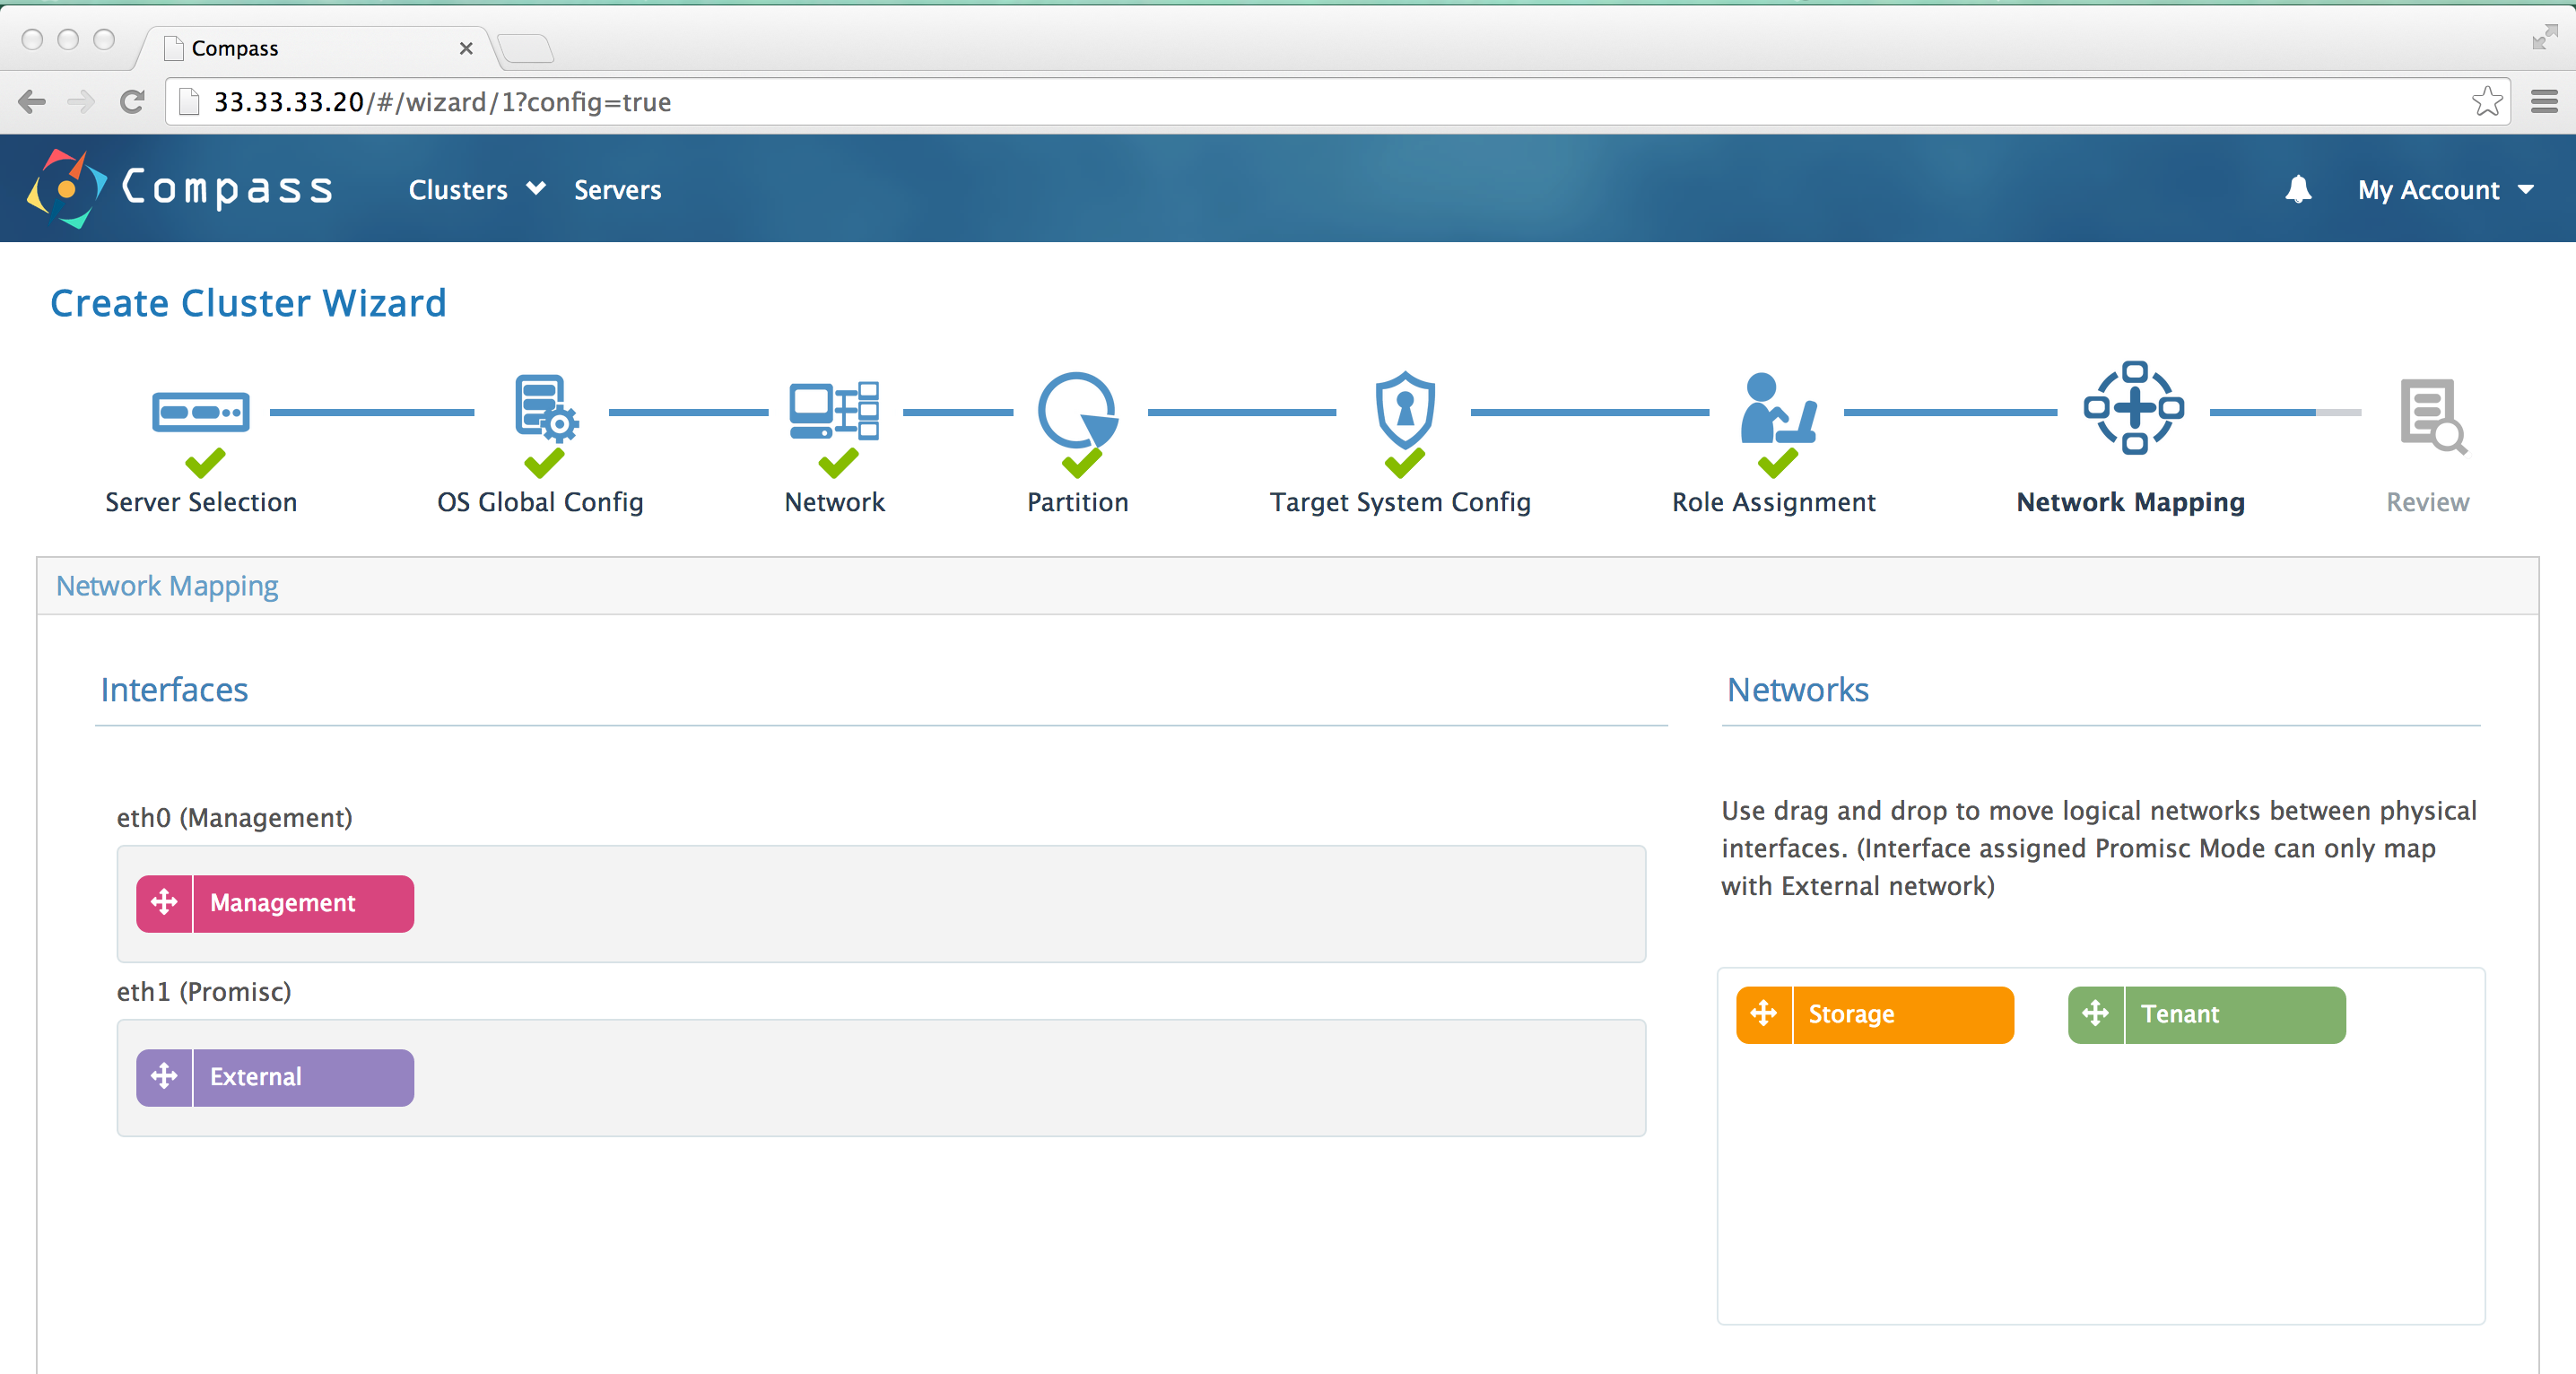 Compass
33.33.33.20/#/wizard/1?config=true
Compass Clusters Servers My Account
Create Cluster Wizard
Server Selection OS Global Config Network Partition Target System Config Role Assignment Network Mapping Review
Network Mapping
Interfaces
eth0 (Management)
Management
eth1 (Promisc)
External
Networks
Use drag and drop to move logical networks between physical
interfaces. (Interface assigned Promisc Mode can only map
with External network)
Storage Tenant